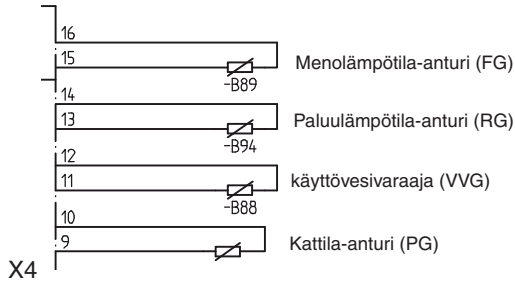 16
15
-B89
Menolämpötila-anturi (FG)
14
13
-B94
Paluulämpötila-anturi (RG)
12
11
-B88
käyttövesivaraaja (VVG)
10
9
Kattila-anturi (PG)
X4